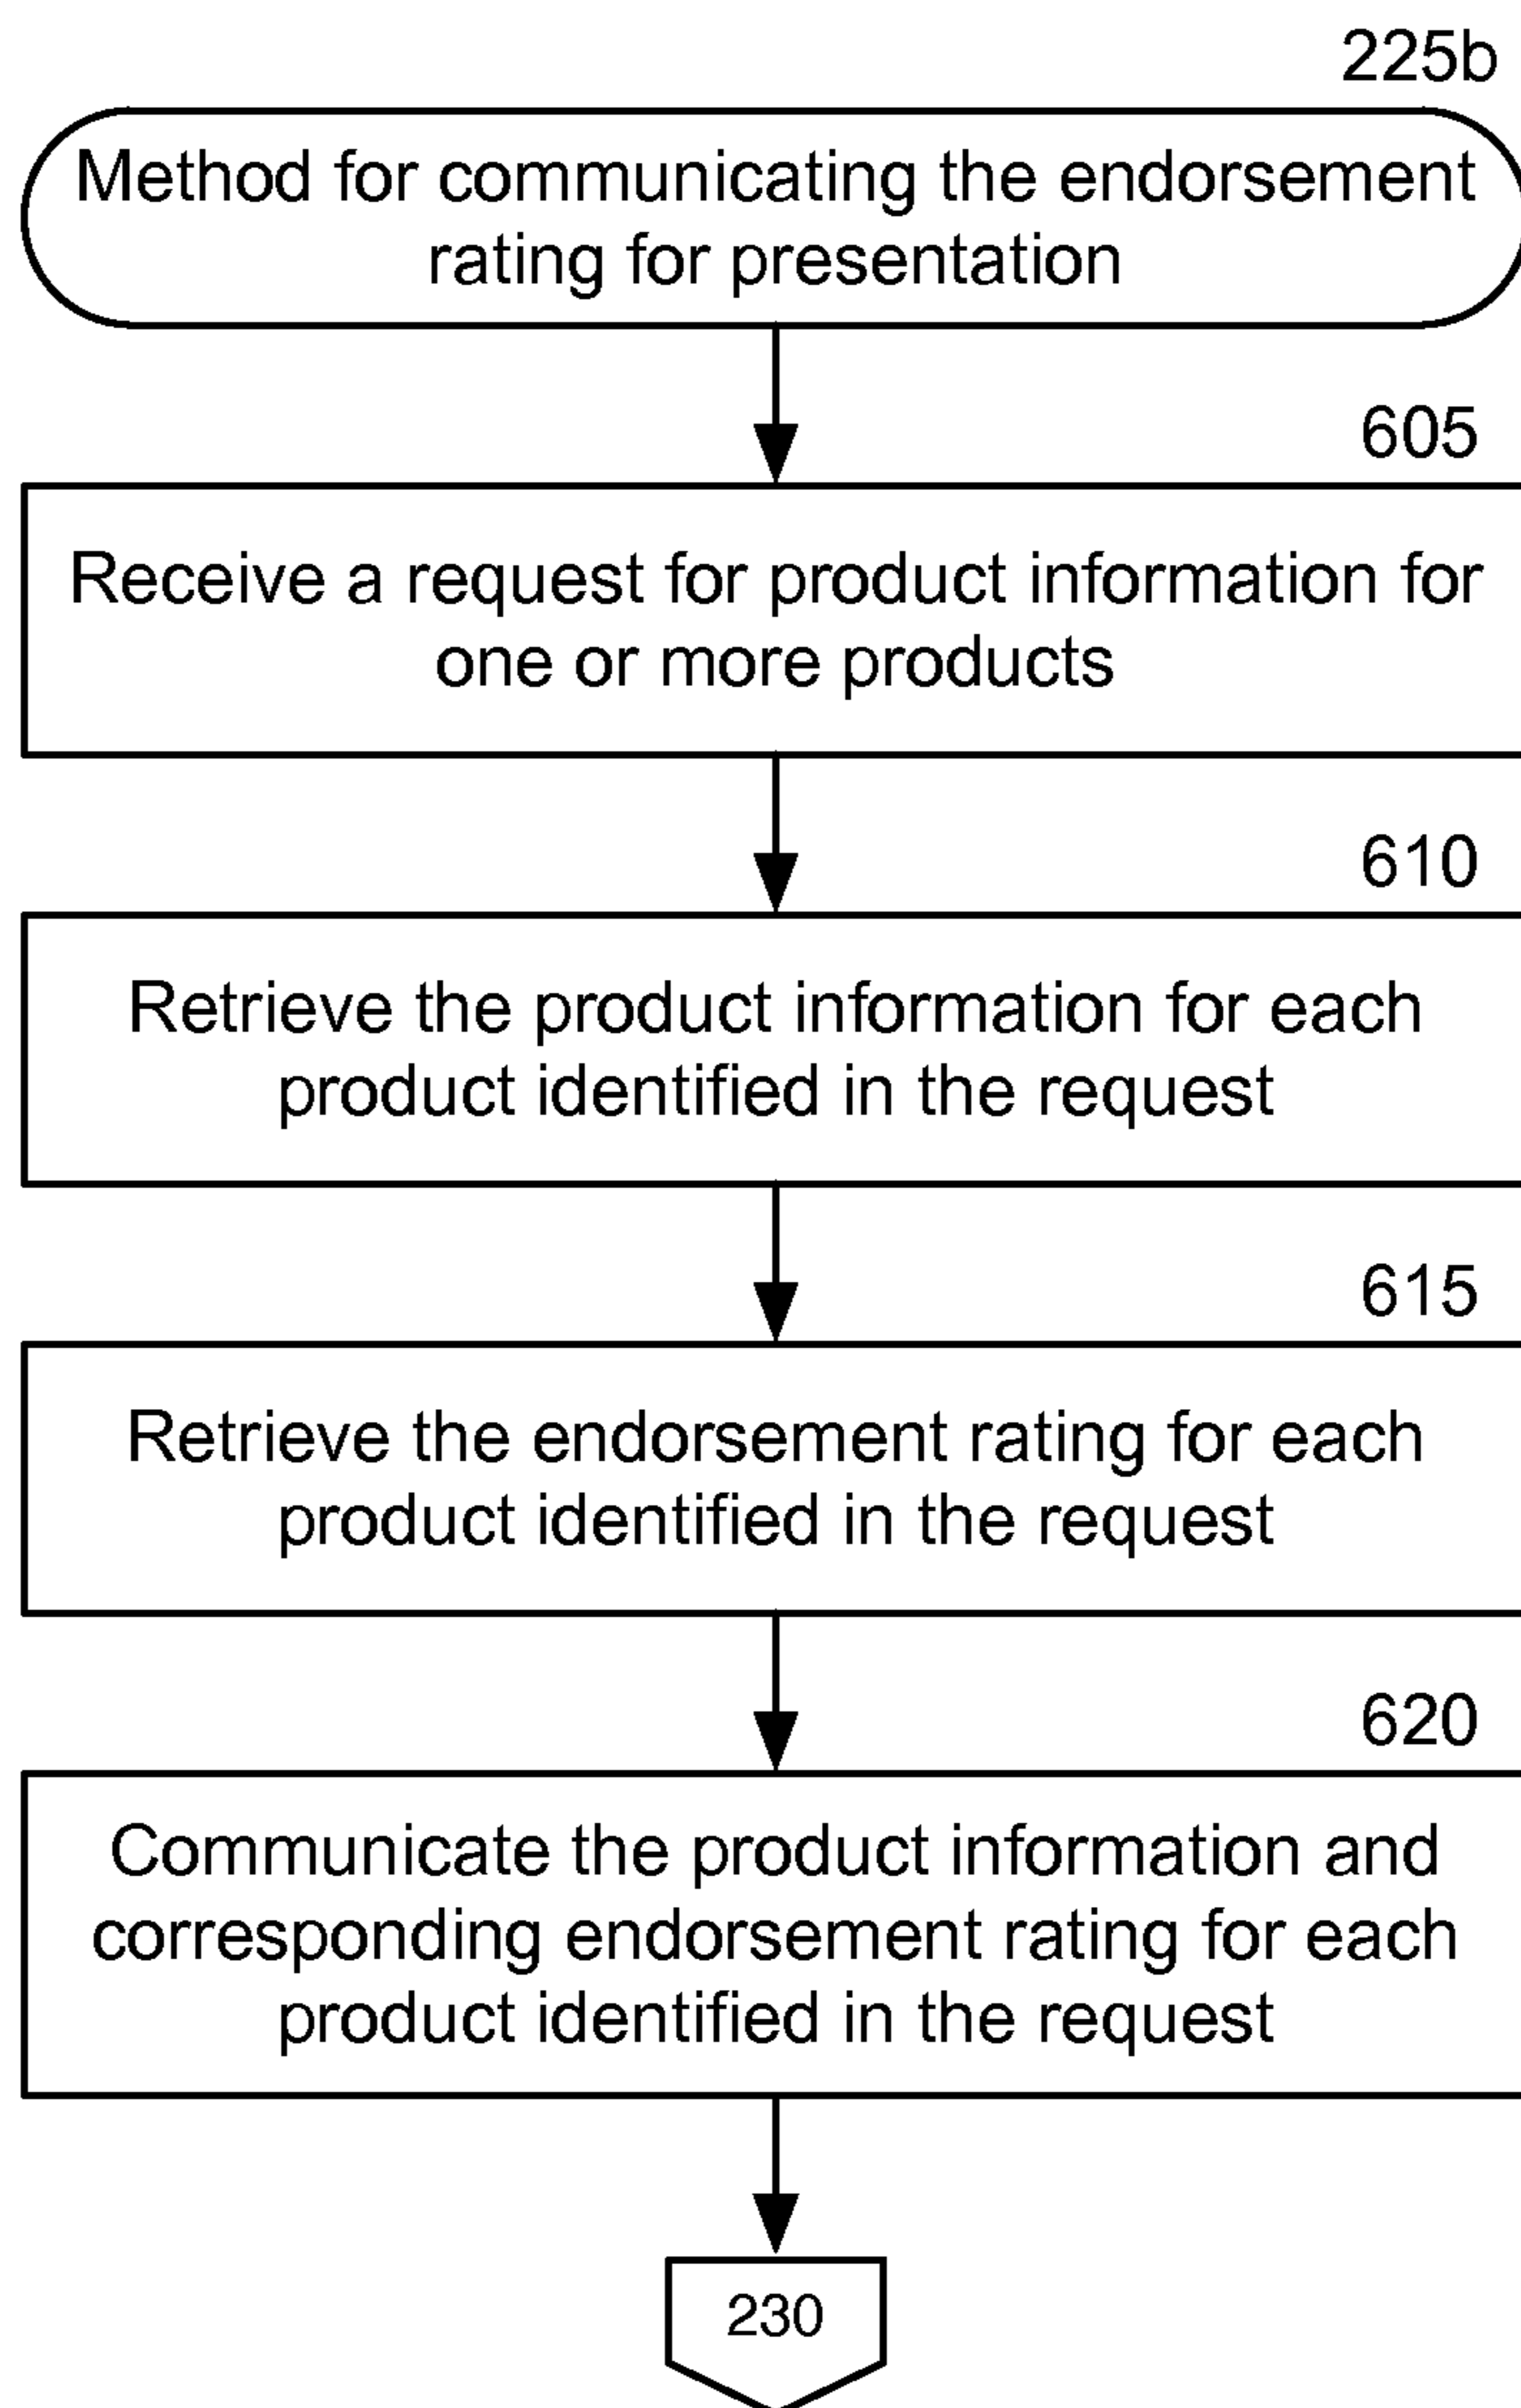 225b
Method for communicating the endorsement
rating for presentation
605
Receive a request for product information for
one or more products
610
Retrieve the product information for each
product identified in the request
615
Retrieve the endorsement rating for each
product identified in the request
620
Communicate the product information and
corresponding endorsement rating for each
product identified in the request
230